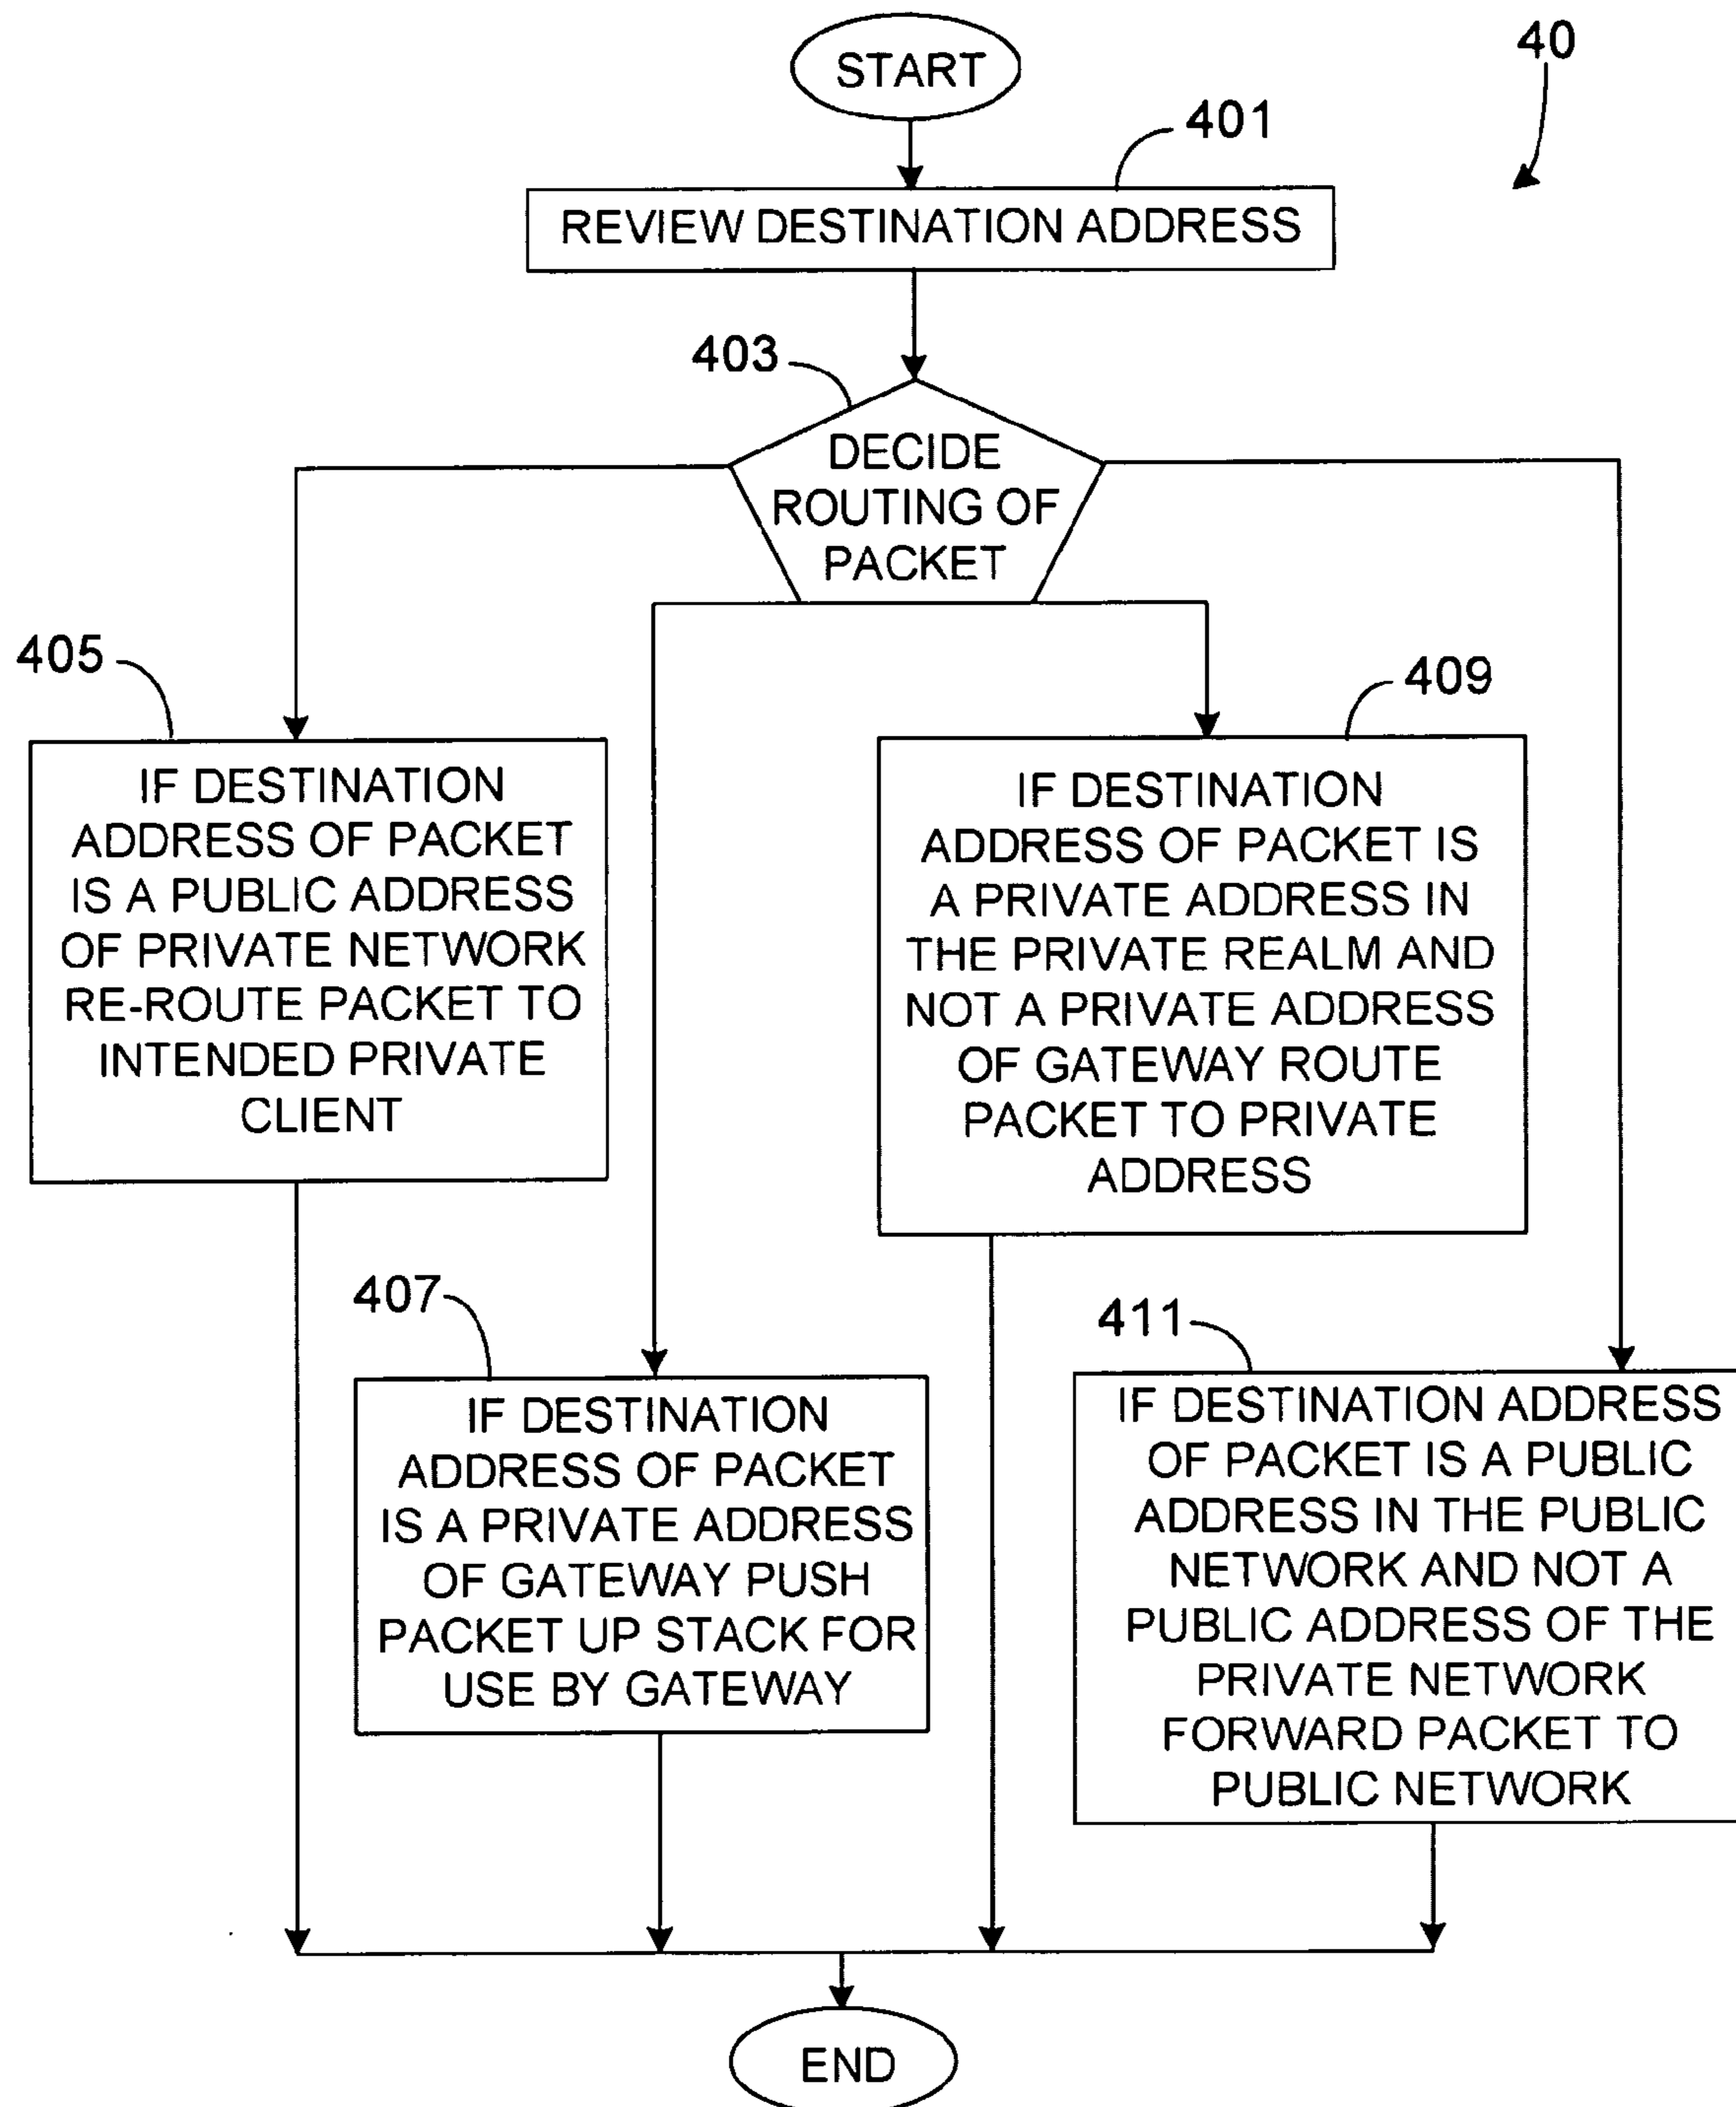 START
40
401
REVIEW DESTINATION ADDRESS
403
DECIDE
ROUTING OF
PACKET
405
IF DESTINATION
ADDRESS OF PACKET
IS A PUBLIC ADDRESS
OF PRIVATE NETWORK
RE-ROUTE PACKET TO
INTENDED PRIVATE
CLIENT
409
IF DESTINATION
ADDRESS OF PACKET IS
A PRIVATE ADDRESS IN
THE PRIVATE REALM AND
NOT A PRIVATE ADDRESS
OF GATEWAY ROUTE
PACKET TO PRIVATE
ADDRESS
407
IF DESTINATION
ADDRESS OF PACKET
IS A PRIVATE ADDRESS
OF GATEWAY PUSH
PACKET UP STACK FOR
USE BY GATEWAY
411
IF DESTINATION ADDRESS
OF PACKET IS A PUBLIC
ADDRESS IN THE PUBLIC
NETWORK AND NOT A
PUBLIC ADDRESS OF THE
PRIVATE NETWORK
FORWARD PACKET TO
PUBLIC NETWORK
END